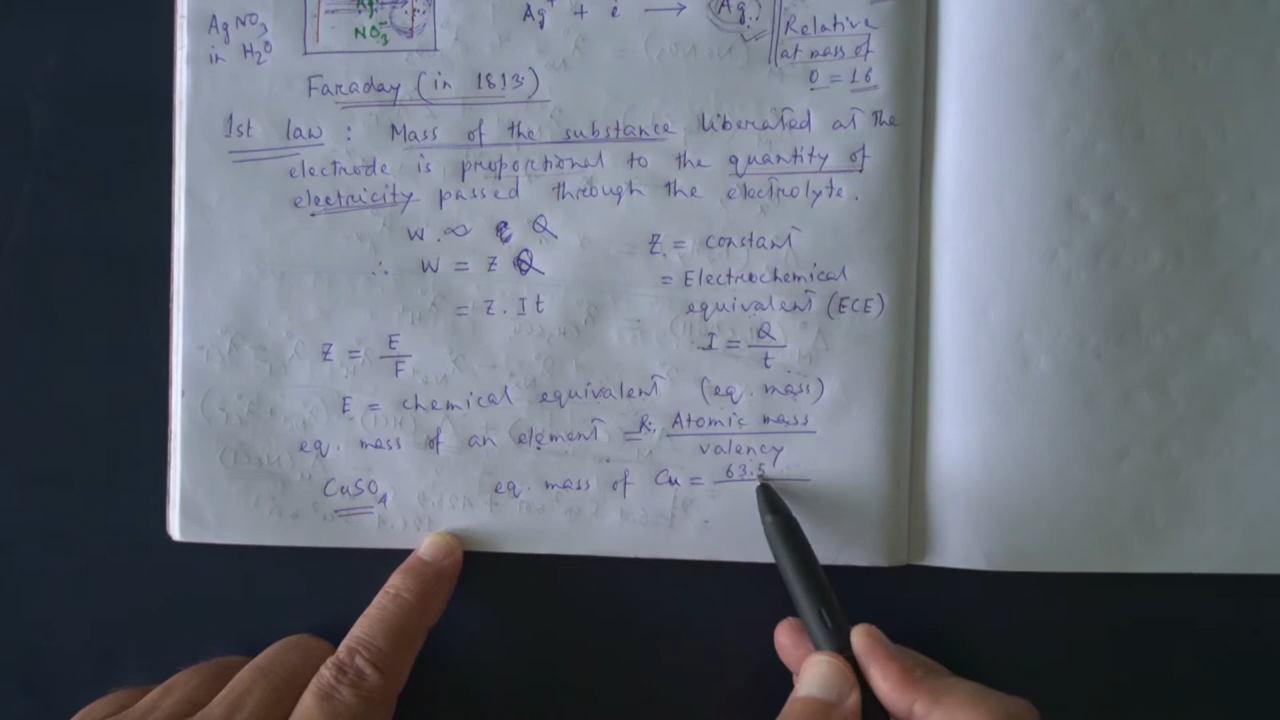 AgNO3
in H2O
Ag
NO3-
Ag+ + e → Ag
Relative
at mass of
O = 16
Faraday (in 1813)
1st law : Mass of the substance liberated at the
electrode is proportional to the quantity of
electricity passed through the electrolyte.
W ∝ Q
∴ W = Z Q
= Z. It
Z = constant
= Electrochemical
equivalent (ECE)
I = Q/t
Z = E/F
E = chemical equivalent (eq. mass)
eq. mass of an element = R. Atomic mass / valency
CuSO4
eq. mass of Cu = 63.5